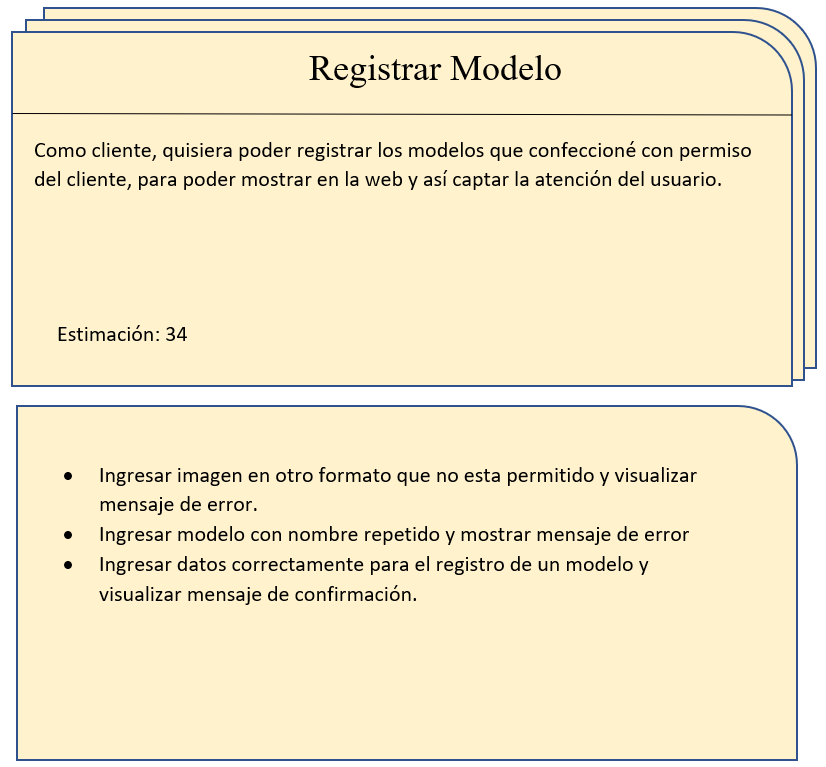 Registrar Modelo
Como cliente, quisiera poder registrar los modelos que confeccioné con permiso
del cliente, para poder mostrar en la web y así captar la atención del usuario.
Estimación: 34
• Ingresar imagen en otro formato que no esta permitido y visualizar
mensaje de error.
• Ingresar modelo con nombre repetido y mostrar mensaje de error
• Ingresar datos correctamente para el registro de un modelo y
visualizar mensaje de confirmación.